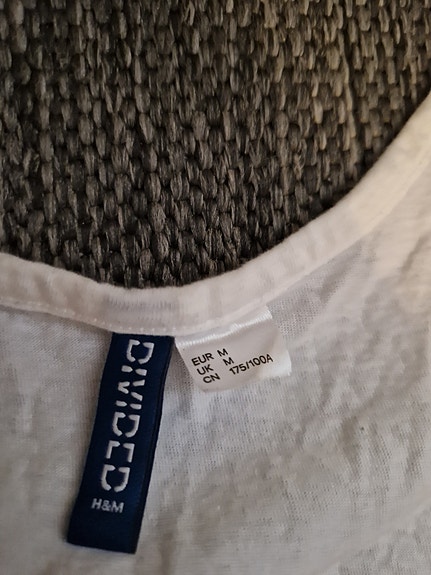 DIVIDED
H&M
EUR M
UK M
CN 175/100A